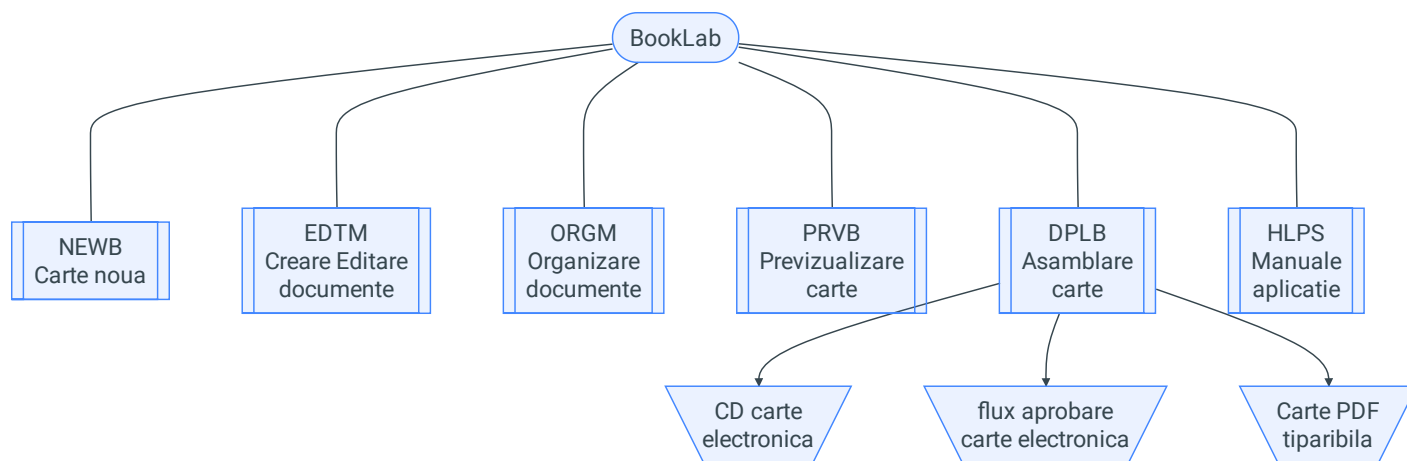 BookLab
NEWB
Carte noua
EDTM
Creare Editare
documente
ORGM
Organizare
documente
PRVB
Previzualizare
carte
DPLB
Asamblare
carte
HLPS
Manuale
aplicatie
CD carte
electronica
flux aprobare
carte electronica
Carte PDF
tiparibila